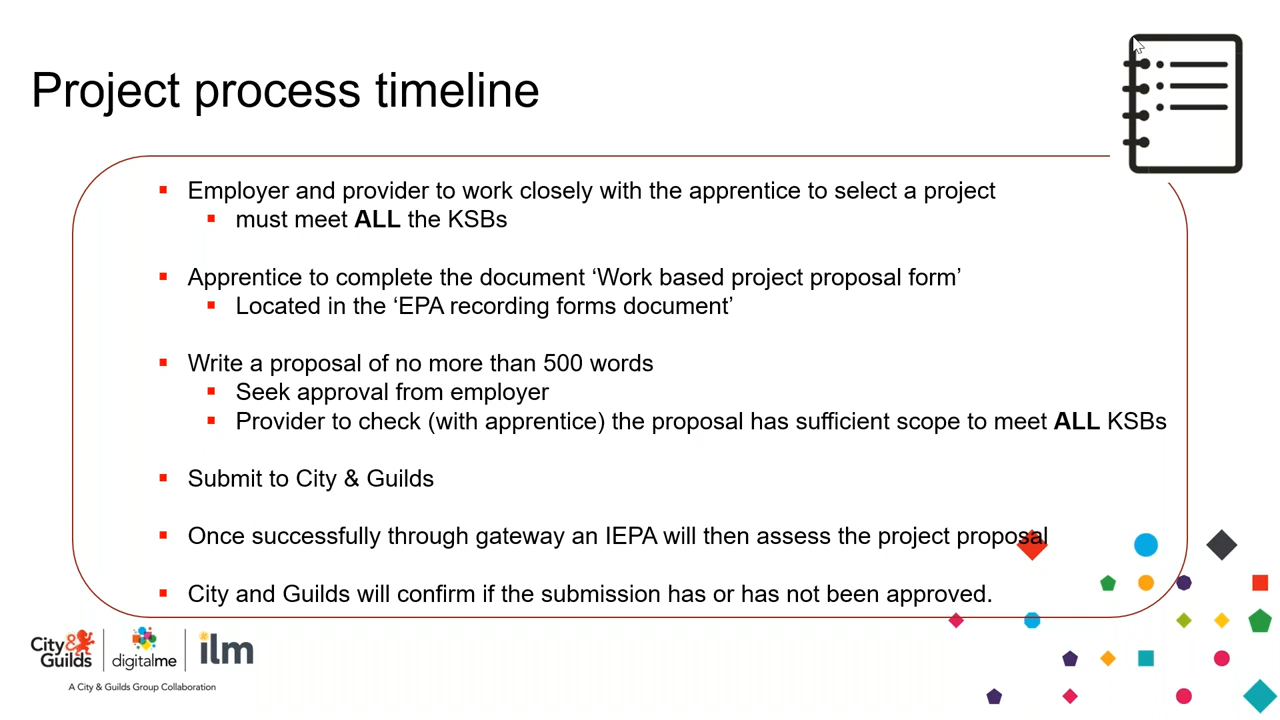 Project process timeline
Employer and provider to work closely with the apprentice to select a project
must meet ALL the KSBs
Apprentice to complete the document ‘Work based project proposal form’
Located in the ‘EPA recording forms document’
Write a proposal of no more than 500 words
Seek approval from employer
Provider to check (with apprentice) the proposal has sufficient scope to meet ALL KSBs
Submit to City & Guilds
Once successfully through gateway an IEPA will then assess the project proposal
City and Guilds will confirm if the submission has or has not been approved.
City&
Guilds
digitalme
ilm
A City & Guilds Group Collaboration